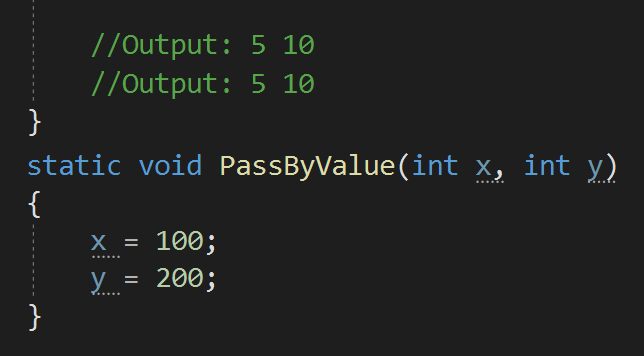 //Output: 5 10
//Output: 5 10
}
static void PassByValue(int x, int y)
{
x = 100;
y = 200;
}